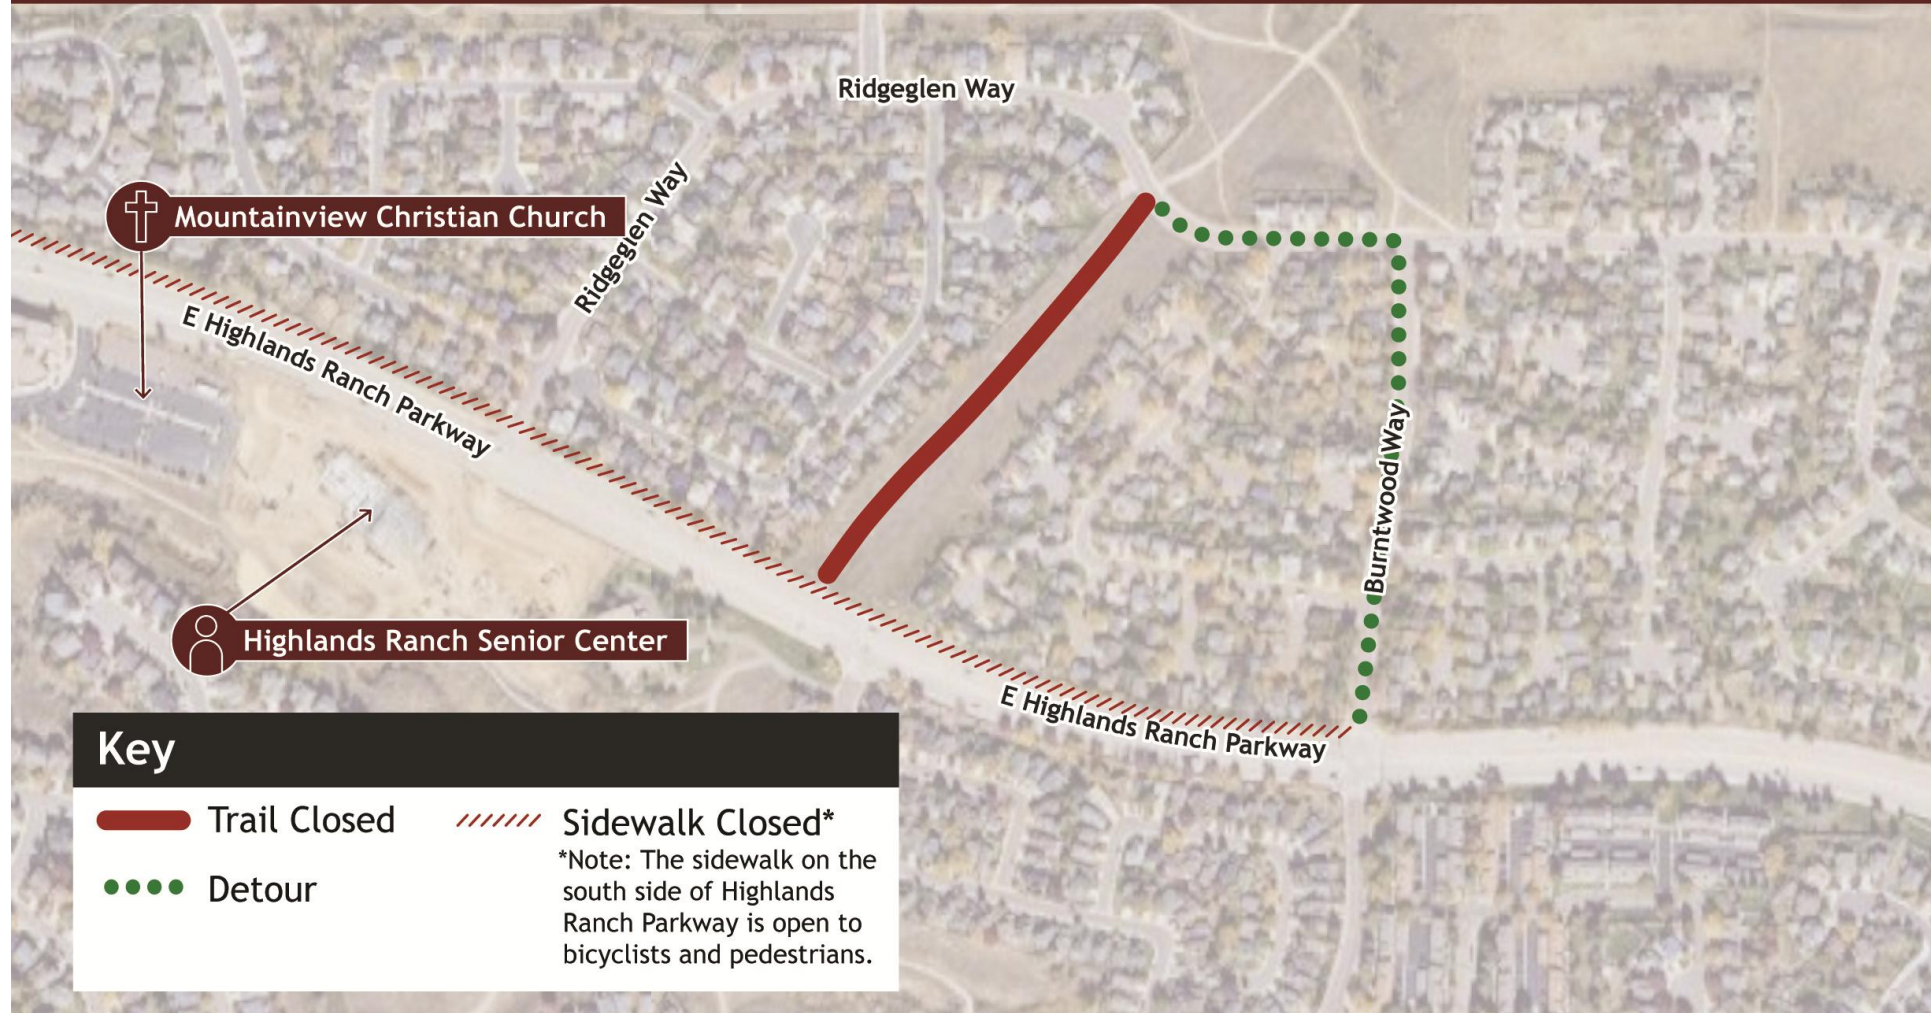 Ridgeglen Way
Ridgeglen Way
Mountainview Christian Church
E Highlands Ranch Parkway
Burntwood Way
Highlands Ranch Senior Center
E Highlands Ranch Parkway
Key
Trail Closed
Detour
Sidewalk Closed*
*Note: The sidewalk on the
south side of Highlands
Ranch Parkway is open to
bicyclists and pedestrians.